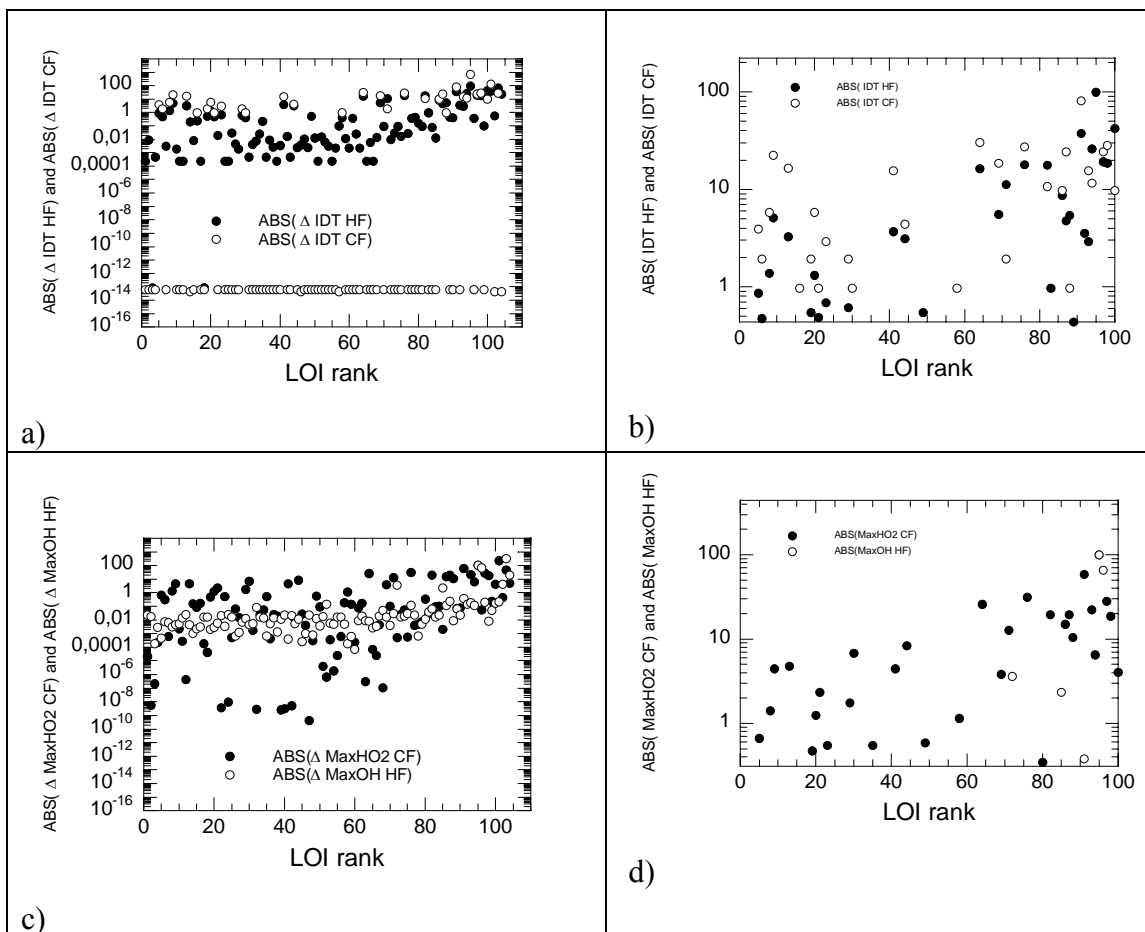 ABS( Δ IDT HF) and ABS( Δ IDT CF)
100
1
0,01
0,0001
10-6
10-8
10-10
10-12
10-14
10-16
ABS( Δ IDT HF)
ABS( Δ IDT CF)
0 20 40 60 80 100
LOI rank
a)
ABS( IDT HF) and ABS( IDT CF)
100
10
1
ABS( IDT HF)
ABS( IDT CF)
0 20 40 60 80 100
LOI rank
b)
ABS( Δ MaxHO2 CF) and ABS( Δ MaxOH HF)
100
1
0,01
0,0001
10-6
10-8
10-10
10-12
10-14
10-16
ABS(Δ MaxHO2 CF)
ABS(Δ MaxOH HF)
0 20 40 60 80 100
LOI rank
c)
ABS( MaxHO2 CF) and ABS( MaxOH HF)
100
10
1
ABS(MaxHO2 CF)
ABS(MaxOH HF)
0 20 40 60 80 100
LOI rank
d)